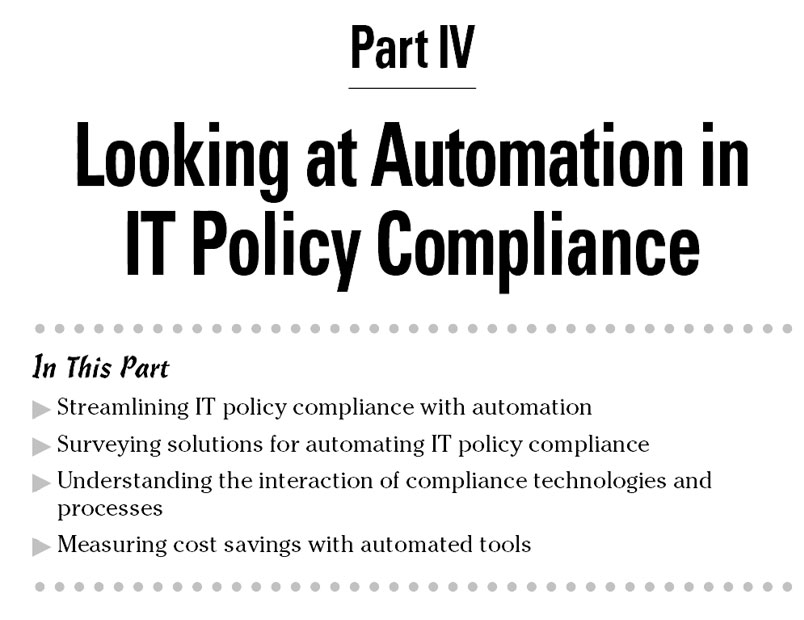 Part IV
Looking at Automation in
IT Policy Compliance
In This Part
Streamlining IT policy compliance with automation
Surveying solutions for automating IT policy compliance
Understanding the interaction of compliance technologies and
processes
Measuring cost savings with automated tools